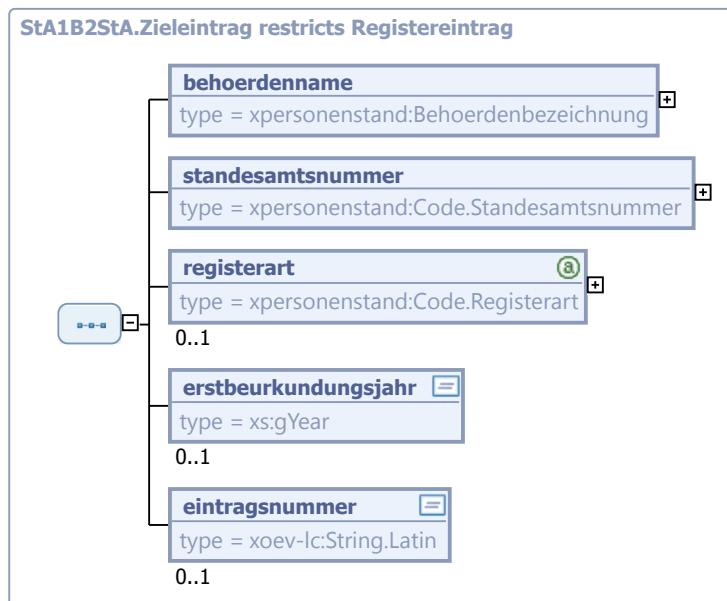 StA1B2StA.Zieleintrag restricts Registereintrag
behoerdenname
type = xpersonenstand:Behoerdenbezeichnung
standesamtsnummer
type = xpersonenstand:Code.Standesamtsnummer
registerart
type = xpersonenstand:Code.Registerart
0..1
erstbeurkundungsjahr
type = xs:gYear
0..1
eintragsnummer
type = xoev-lc:String.Latin
0..1